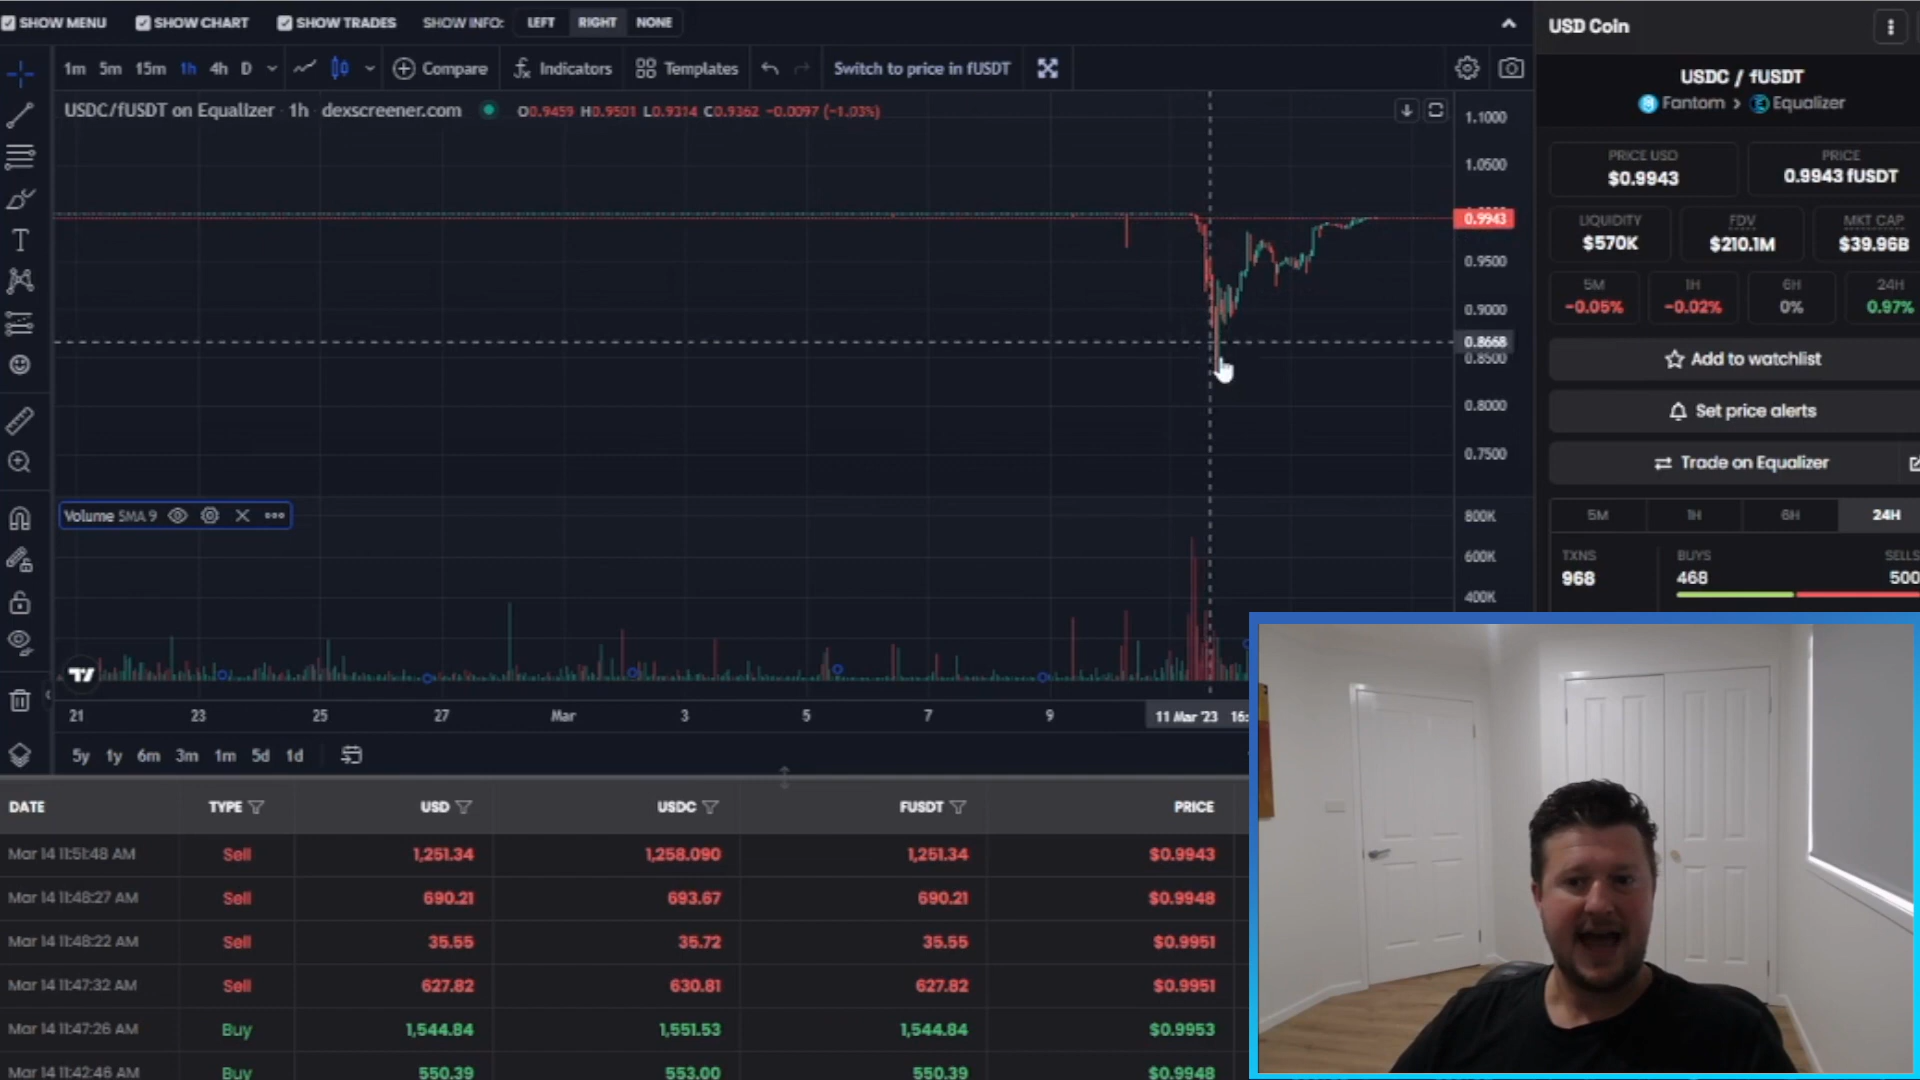 SHOW MENU SHOW CHART SHOW TRADES SHOW INFO: LEFT RIGHT NONE
1m 5m 15m 1h 4h D Compare Indicators Templates Switch to price in fUSDT
USDC/fUSDT on Equalizer · 1h · dexscreener.com O0.9459 H0.9501 L0.9314 C0.9362 −0.0097 (−1.03%)
1.1000
1.0500
0.9943
0.9500
0.9000
0.8668
0.8500
0.8000
0.7500
Volume SMA 9
800K
600K
400K
21 23 25 27 Mar 3 5 7 9 11 Mar '23 16:
5y 1y 6m 3m 1m 5d 1d
USD Coin
USDC / fUSDT
Fantom > Equalizer
PRICE USD PRICE
$0.9943 0.9943 fUSDT
LIQUIDITY FDV MKT CAP
$570K $210.1M $39.96B
5M 1H 6H 24H
-0.05% -0.02% 0% 0.97%
Add to watchlist
Set price alerts
Trade on Equalizer
5M 1H 6H 24H
TXNS BUYS SELLS
968 468 500
DATE TYPE USD USDC FUSDT PRICE
Mar 14 11:51:48 AM Sell 1,251.34 1,258.090 1,251.34 $0.9943
Mar 14 11:48:27 AM Sell 690.21 693.67 690.21 $0.9948
Mar 14 11:48:22 AM Sell 35.55 35.72 35.55 $0.9951
Mar 14 11:47:32 AM Sell 627.82 630.81 627.82 $0.9951
Mar 14 11:47:26 AM Buy 1,544.84 1,551.53 1,544.84 $0.9953
Mar 14 11:42:46 AM Buy 550.39 553.00 550.39 $0.9948